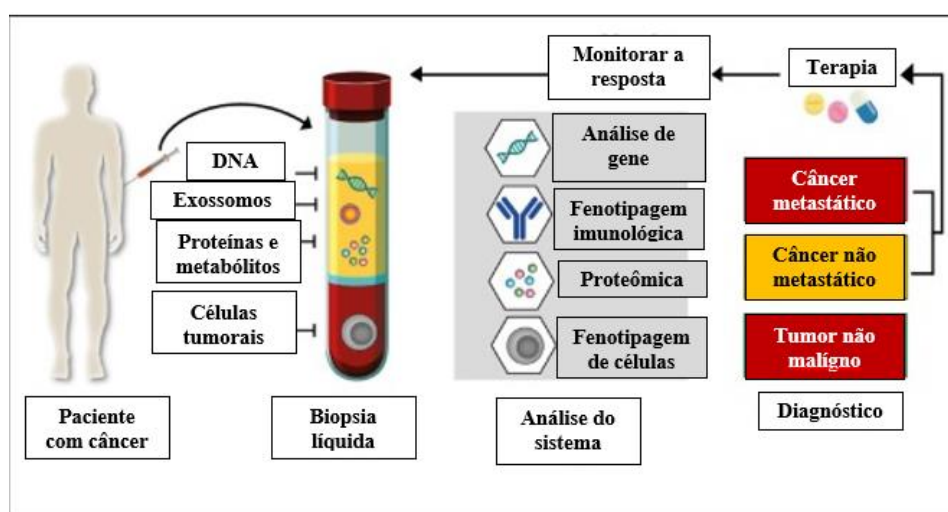 Monitorar a
resposta
Terapia
DNA
Exossomos
Proteínas e
metabólitos
Células
tumorais
Análise de
gene
Fenotipagem
imunológica
Proteômica
Fenotipagem
de células
Câncer
metastático
Câncer não
metastático
Tumor não
malígno
Paciente
com câncer
Biopsia
líquida
Análise do
sistema
Diagnóstico